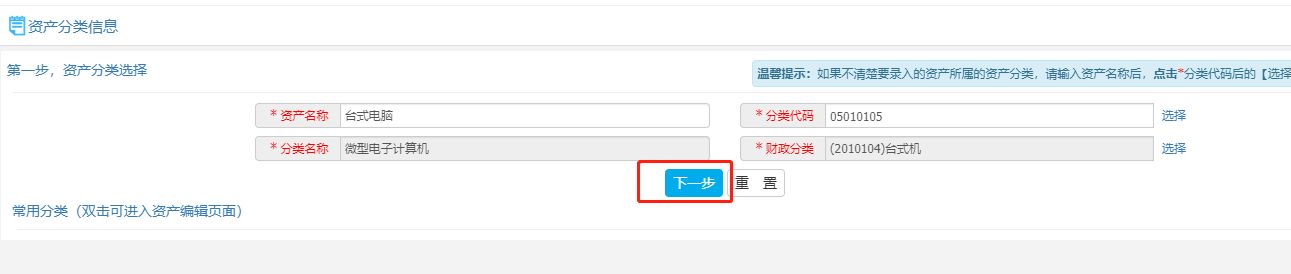 资产分类信息
第一步，资产分类选择
温馨提示：如果不清楚要录入的资产所属的资产分类，请输入资产名称后，点击*分类代码后的【选择
* 资产名称 台式电脑 * 分类代码 05010105 选择
* 分类名称 微型电子计算机 * 财政分类 (2010104)台式机 选择
下一步 重 置
常用分类（双击可进入资产编辑页面）